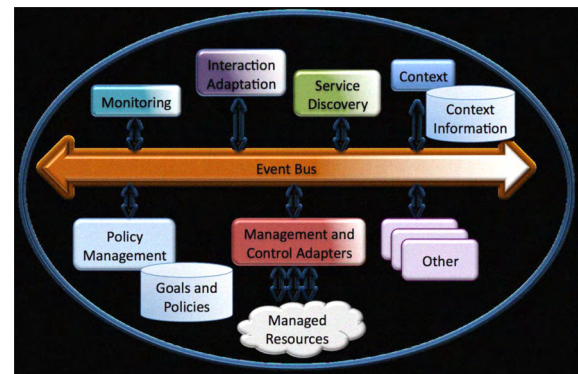 Interaction
Adaptation
Monitoring
Service
Discovery
Context
Context
Information
Event Bus
Policy
Management
Goals and
Policies
Management and
Control Adapters
Managed
Resources
Other